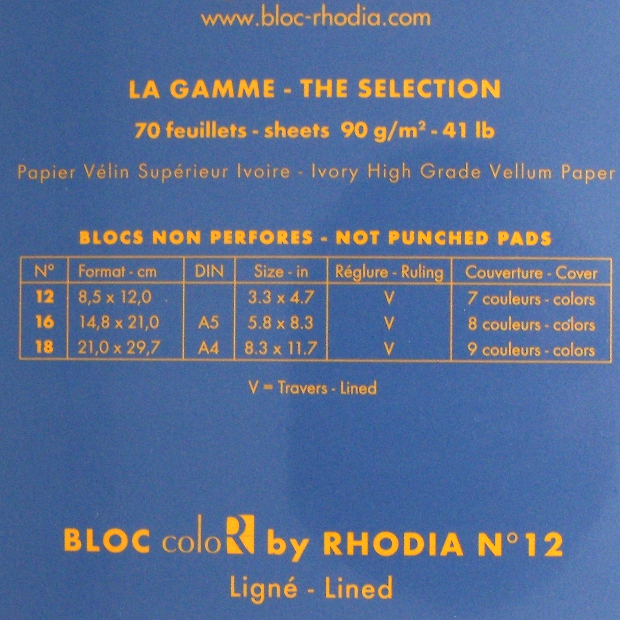 www.bloc-rhodia.com
LA GAMME - THE SELECTION
70 feuillets - sheets 90 g/m² - 41 lb
Papier Vélin Supérieur Ivoire - Ivory High Grade Vellum Paper
BLOCS NON PERFORES - NOT PUNCHED PADS
N° Format - cm DIN Size - in Réglure - Ruling Couverture - Cover
12 8,5 x 12,0 3.3 x 4.7 V 7 couleurs - colors
16 14,8 x 21,0 A5 5.8 x 8.3 V 8 couleurs - colors
18 21,0 x 29,7 A4 8.3 x 11.7 V 9 couleurs - colors
V = Travers - Lined
BLOC coloR by RHODIA N° 12
Ligné - Lined